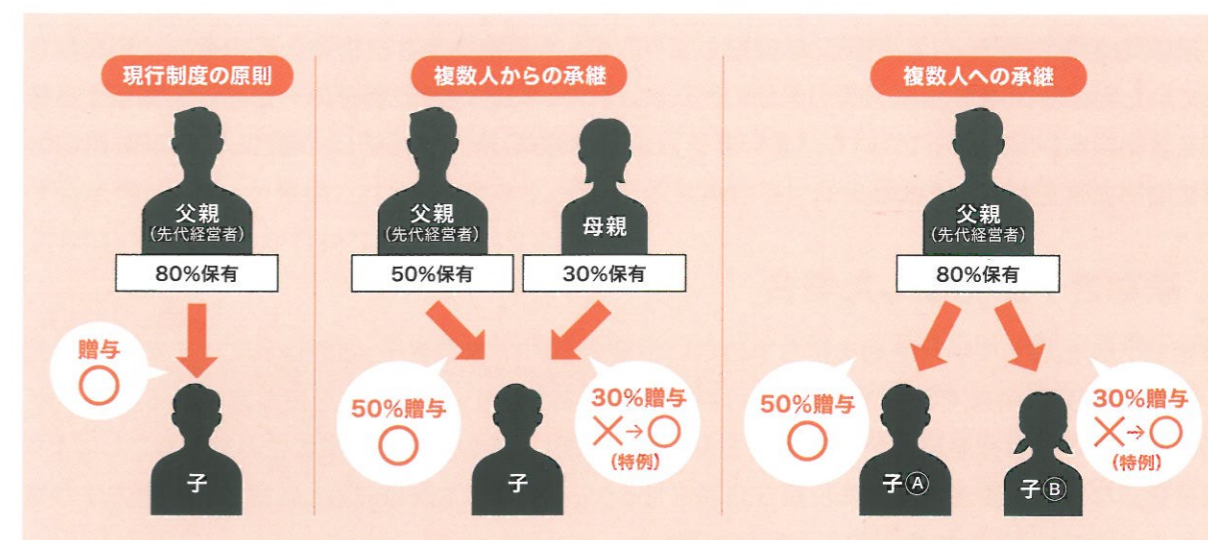 現行制度の原則
父親
(先代経営者)
80%保有
贈与
○
子
複数人からの承継
父親
(先代経営者)
50%保有
母親
30%保有
50%贈与
○
30%贈与
×→○
(特例)
子
複数人への承継
父親
(先代経営者)
80%保有
50%贈与
○
30%贈与
×→○
(特例)
子Ⓐ
子Ⓑ